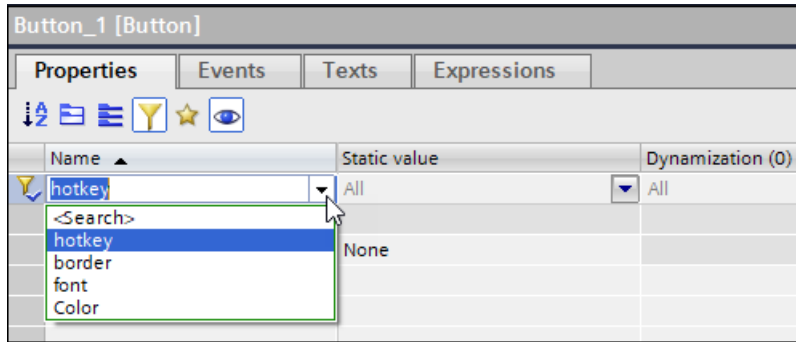 Button_1 [Button]
Properties Events Texts Expressions
Name Static value Dynamization (0)
hotkey All All
<Search>
hotkey
None
border
font
Color